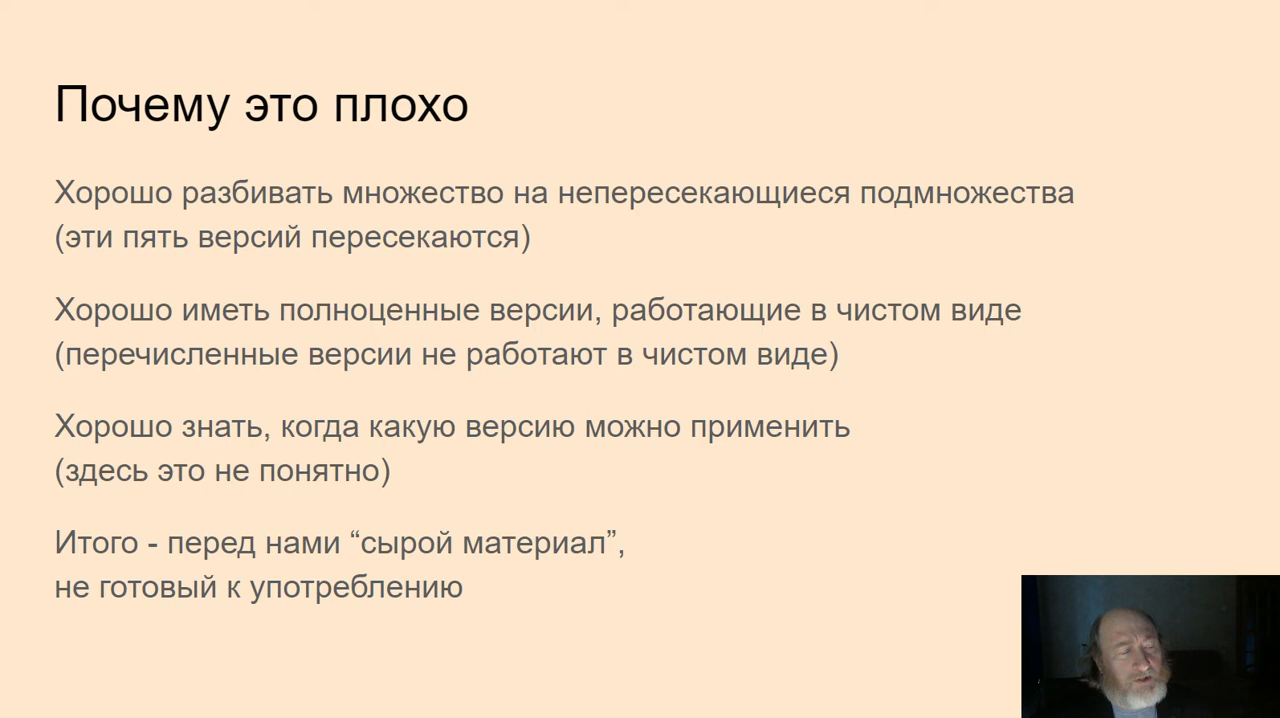 Почему это плохо
Хорошо разбивать множество на непересекающиеся подмножества
(эти пять версий пересекаются)
Хорошо иметь полноценные версии, работающие в чистом виде
(перечисленные версии не работают в чистом виде)
Хорошо знать, когда какую версию можно применить
(здесь это не понятно)
Итого - перед нами “сырой материал”,
не готовый к употреблению